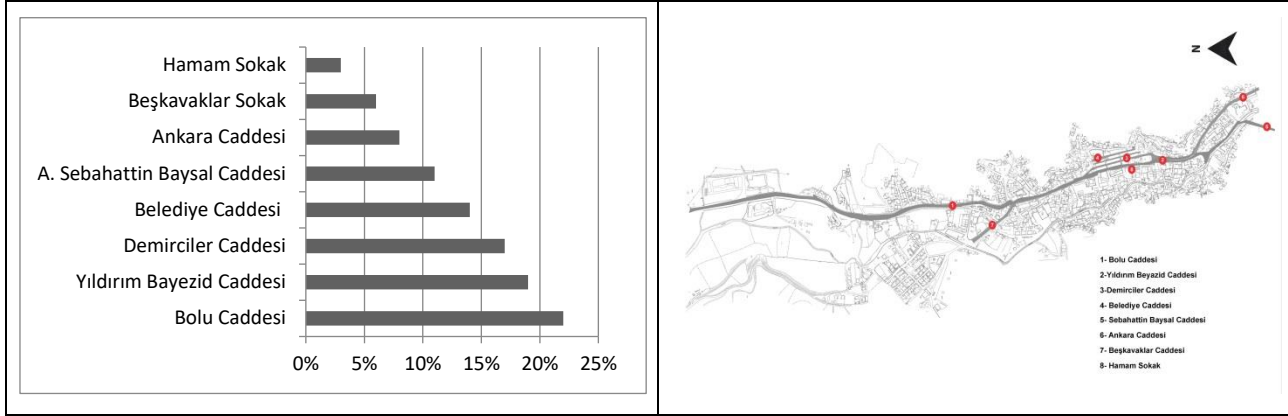 Hamam Sokak
Beşkavaklar Sokak
Ankara Caddesi
A. Sebahattin Baysal Caddesi
Belediye Caddesi
Demirciler Caddesi
Yıldırım Bayezid Caddesi
Bolu Caddesi
0% 5% 10% 15% 20% 25%
N
1- Bolu Caddesi
2-Yıldırım Beyazid Caddesi
3-Demirciler Caddesi
4- Belediye Caddesi
5- Sebahattin Baysal Caddesi
6- Ankara Caddesi
7- Beşkavaklar Caddesi
8- Hamam Sokak